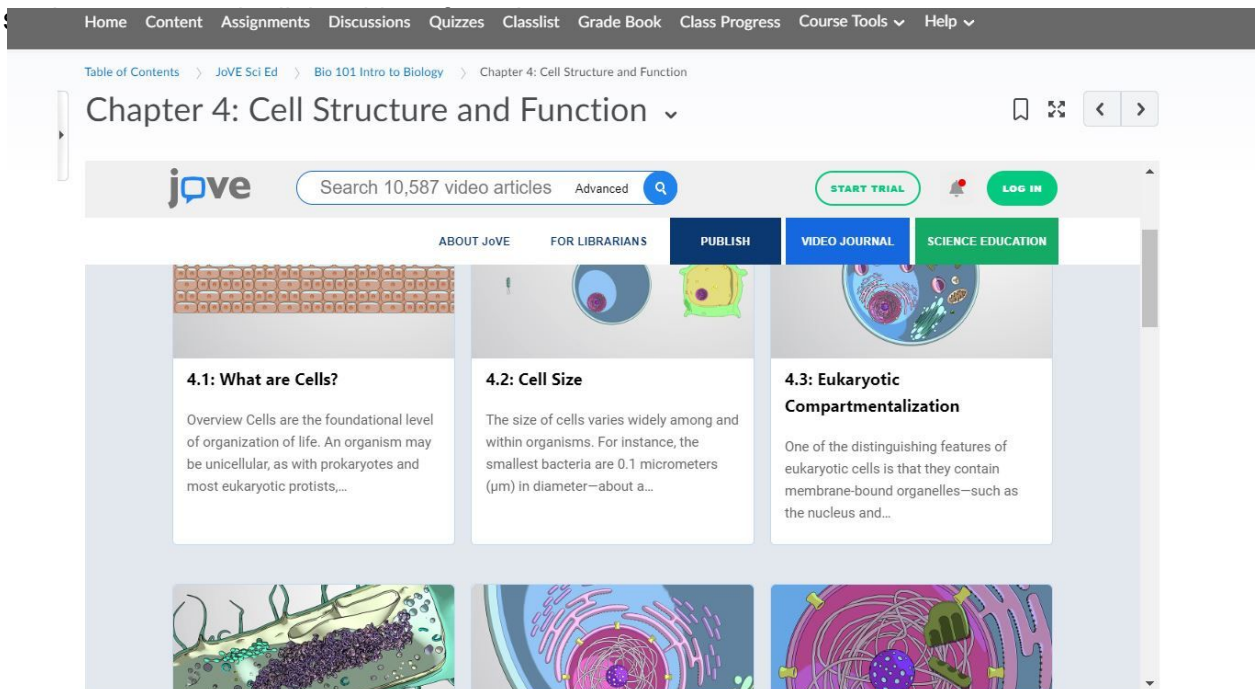 Home Content Assignments Discussions Quizzes Classlist Grade Book Class Progress Course Tools Help
Table of Contents > JoVE Sci Ed > Bio 101 Intro to Biology > Chapter 4: Cell Structure and Function
Chapter 4: Cell Structure and Function
jove Search 10,587 video articles Advanced START TRIAL LOG IN
ABOUT JoVE FOR LIBRARIANS PUBLISH VIDEO JOURNAL SCIENCE EDUCATION
4.1: What are Cells?
Overview Cells are the foundational level
of organization of life. An organism may
be unicellular, as with prokaryotes and
most eukaryotic protists,...
4.2: Cell Size
The size of cells varies widely among and
within organisms. For instance, the
smallest bacteria are 0.1 micrometers
(μm) in diameter—about a...
4.3: Eukaryotic
Compartmentalization
One of the distinguishing features of
eukaryotic cells is that they contain
membrane-bound organelles—such as
the nucleus and...